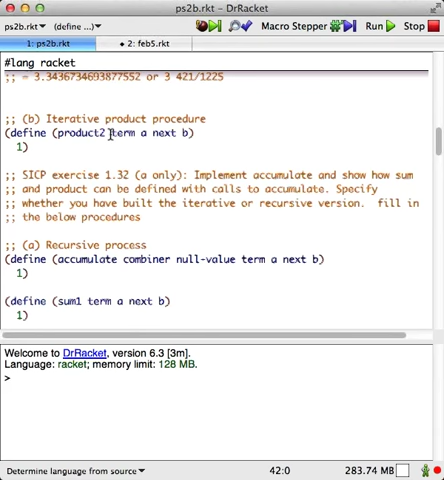 ps2b.rkt - DrRacket
ps2b.rkt▾ (define ...)▾ Macro Stepper Run Stop
1: ps2b.rkt 2: feb5.rkt
#lang racket
;; = 3.3436734693877552 or 3 421/1225
;; (b) Iterative product procedure
(define (product2 term a next b)
1)
;; SICP exercise 1.32 (a only): Implement accumulate and show how sum
;; and product can be defined with calls to accumulate. Specify
;; whether you have built the iterative or recursive version.  fill in
;; the below procedures
;; (a) Recursive process
(define (accumulate combiner null-value term a next b)
1)
(define (sum1 term a next b)
1)
Welcome to DrRacket, version 6.3 [3m].
Language: racket; memory limit: 128 MB.
>
Determine language from source▾ 42:0 283.74 MB